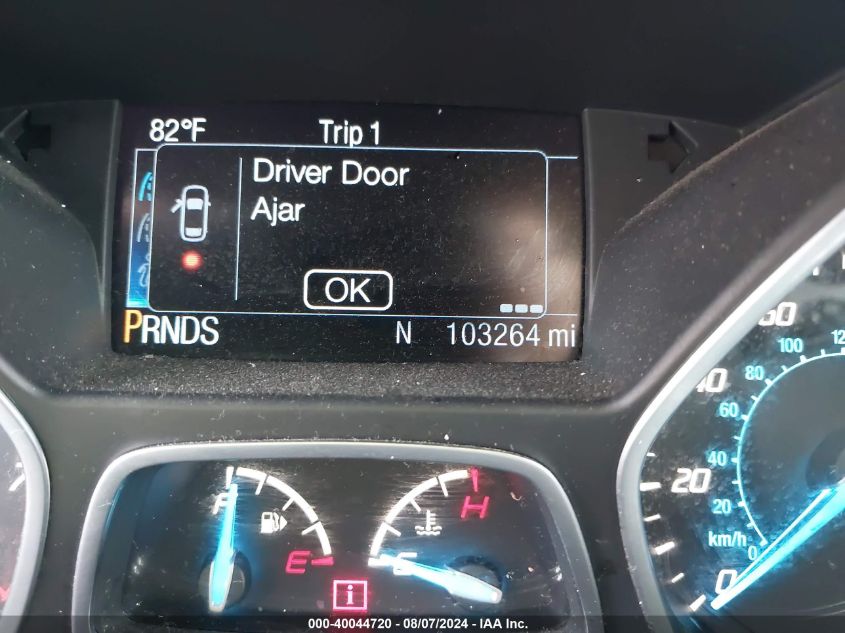 82°F Trip 1
Driver Door
Ajar
OK
PRNDS N 103264 mi
60
100
80
40
60
40
20
20
km/h
0
0
F
H
E
C
i
000-40044720 - 08/07/2024 - IAA Inc.